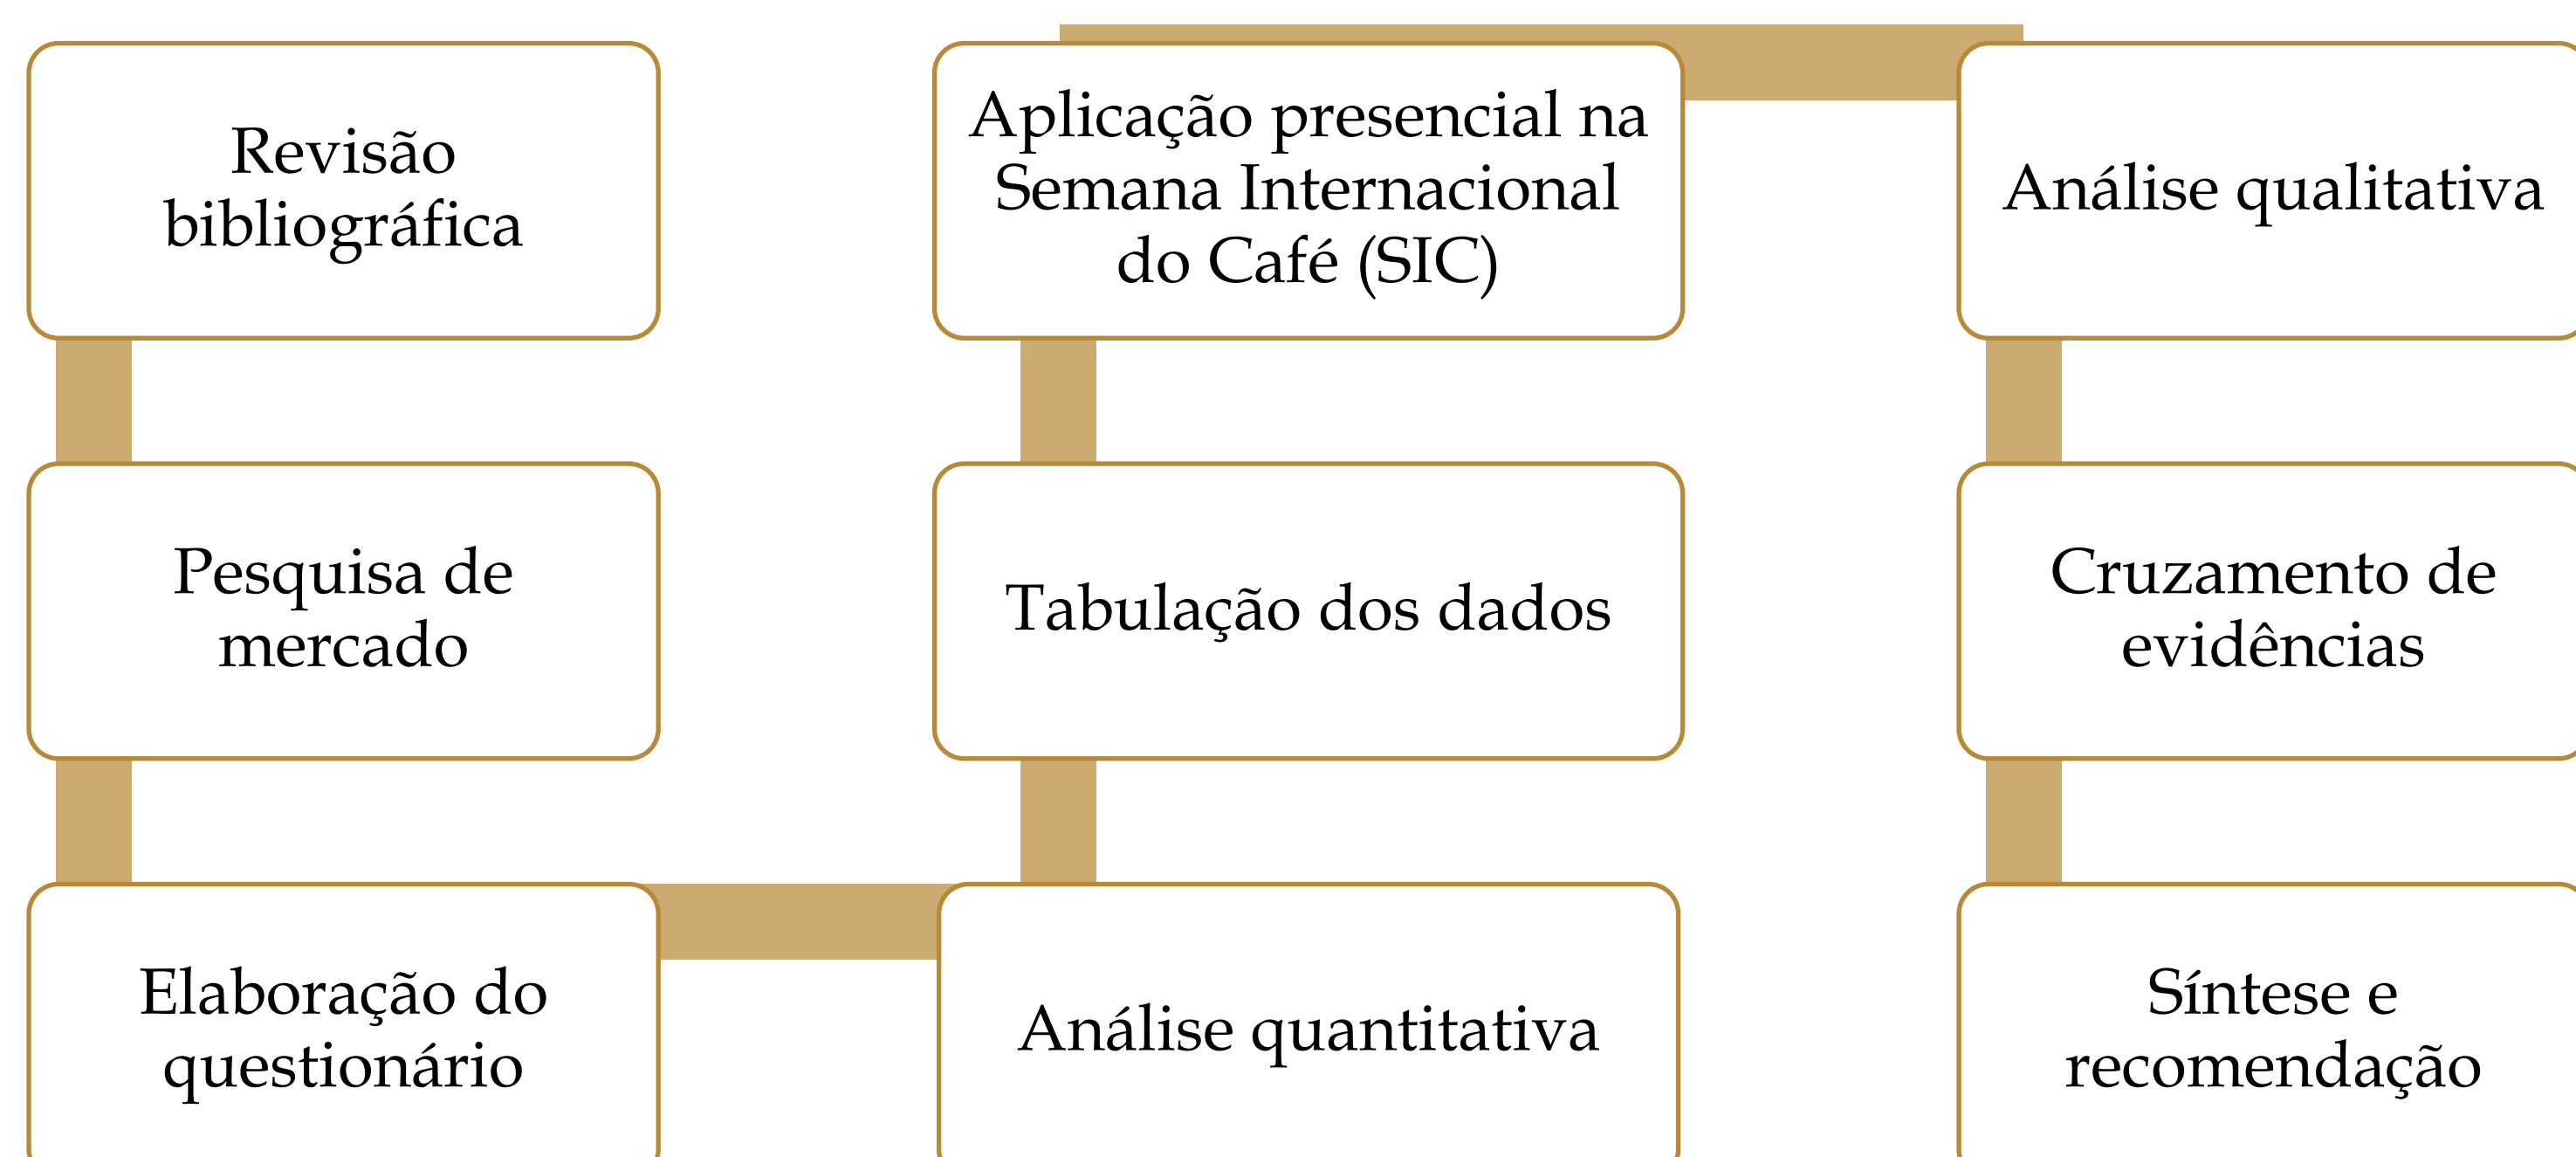 Revisão
bibliográfica
Pesquisa de
mercado
Elaboração do
questionário
Aplicação presencial na
Semana Internacional
do Café (SIC)
Tabulação dos dados
Análise quantitativa
Análise qualitativa
Cruzamento de
evidências
Síntese e
recomendação